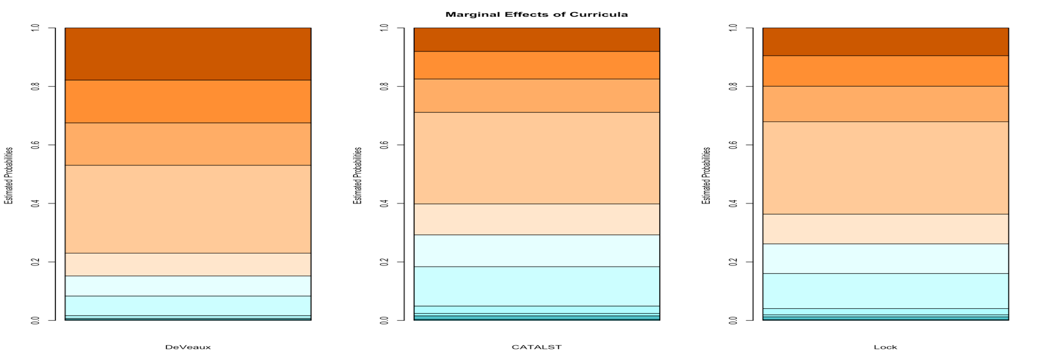 Marginal Effects of Curricula
Estimated Probabilities
0.0 0.2 0.4 0.6 0.8 1.0
DeVeaux
Estimated Probabilities
0.0 0.2 0.4 0.6 0.8 1.0
CATALST
Estimated Probabilities
0.0 0.2 0.4 0.6 0.8 1.0
Lock